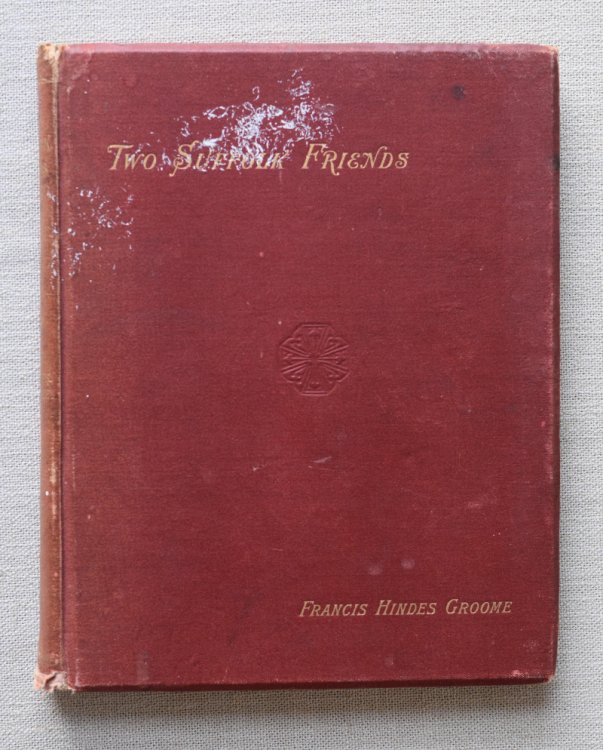 Two Suffolk Friends
Francis Hindes Groome